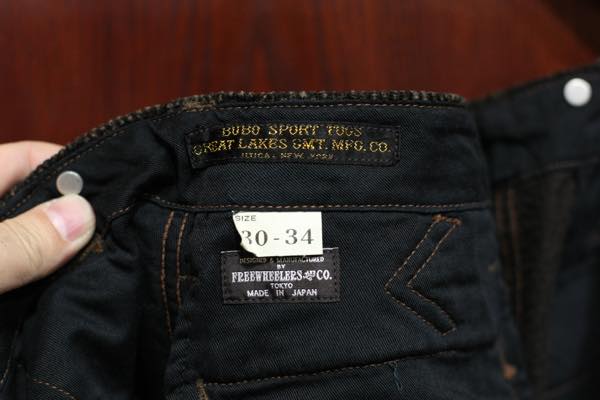 BUBO SPORT TOGS
GREAT LAKES GMT. MFG. CO.
UTICA - NEW YORK
SIZE
30 - 34
DESIGNED & MANUFACTURED
BY
FREEWHEELERS AND CO.
TOKYO
MADE IN JAPAN